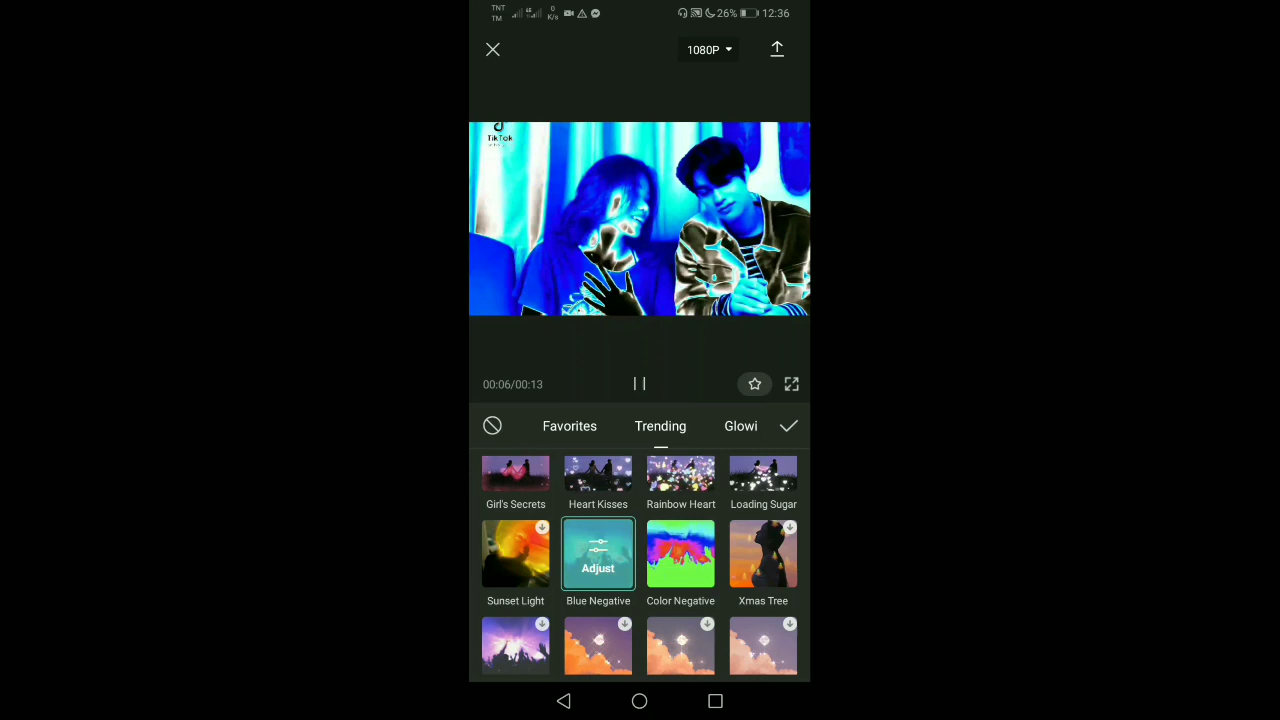 TNT
TM
0
K/s
26%
12:36
1080P
TikTok
00:06/00:13
Favorites
Trending
Glowi
Girl's Secrets
Heart Kisses
Rainbow Heart
Loading Sugar
Adjust
Sunset Light
Blue Negative
Color Negative
Xmas Tree